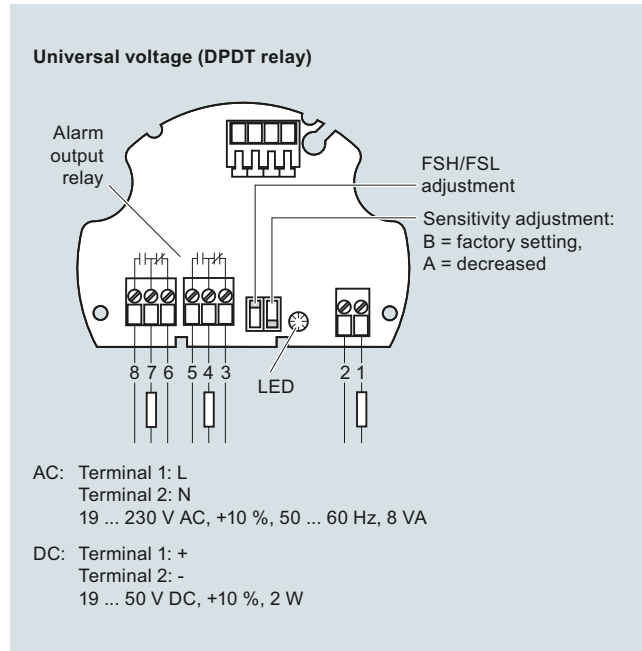 Universal voltage (DPDT relay)
Alarm
output
relay
FSH/FSL
adjustment
Sensitivity adjustment:
B = factory setting,
A = decreased
8 7 6 5 4 3 2 1
LED
AC: Terminal 1: L
Terminal 2: N
19 ... 230 V AC, +10 %, 50 ... 60 Hz, 8 VA
DC: Terminal 1: +
Terminal 2: -
19 ... 50 V DC, +10 %, 2 W